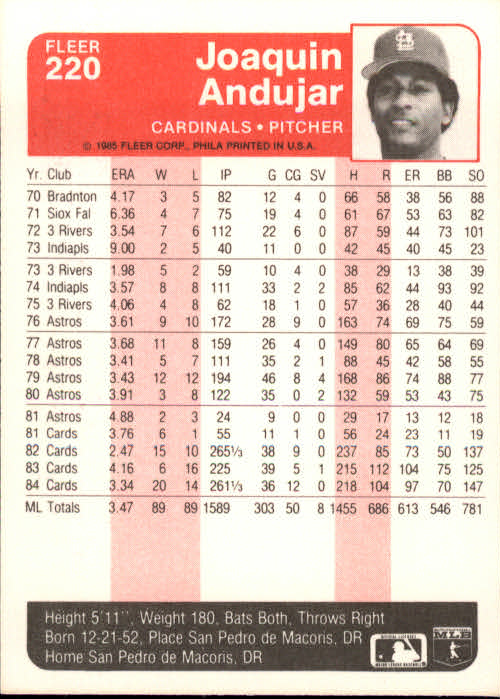 FLEER
220
Joaquin
Andujar
CARDINALS • PITCHER
© 1985 FLEER CORP., PHILA PRINTED IN U.S.A.
Yr. Club ERA W L IP G CG SV H R ER BB SO
70 Bradnton 4.17 3 5 82 12 4 0 66 58 38 56 88
71 Siox Fal 6.36 4 7 75 19 4 0 61 67 53 63 82
72 3 Rivers 3.54 7 6 112 22 6 0 87 59 44 73 101
73 Indiapls 9.00 2 5 40 11 0 0 42 45 40 45 23
73 3 Rivers 1.98 5 2 59 10 4 0 38 29 13 38 39
74 Indiapls 3.57 8 8 111 33 2 2 85 62 44 93 92
75 3 Rivers 4.06 4 8 62 18 1 0 57 36 28 40 44
76 Astros 3.61 9 10 172 28 9 0 163 74 69 75 59
77 Astros 3.68 11 8 159 26 4 0 149 80 65 64 69
78 Astros 3.41 5 7 111 35 2 1 88 45 42 58 55
79 Astros 3.43 12 12 194 46 8 4 168 86 74 88 77
80 Astros 3.91 3 8 122 35 0 2 132 59 53 43 75
81 Astros 4.88 2 3 24 9 0 0 29 17 13 12 18
81 Cards 3.76 6 1 55 11 1 0 56 24 23 11 19
82 Cards 2.47 15 10 265⅓ 38 9 0 237 85 73 50 137
83 Cards 4.16 6 16 225 39 5 1 215 112 104 75 125
84 Cards 3.34 20 14 261⅓ 36 12 0 218 104 97 70 147
ML Totals 3.47 89 89 1589 303 50 8 1455 686 613 546 781
Height 5'11", Weight 180, Bats Both, Throws Right
Born 12-21-52, Place San Pedro de Macoris, DR
Home San Pedro de Macoris, DR